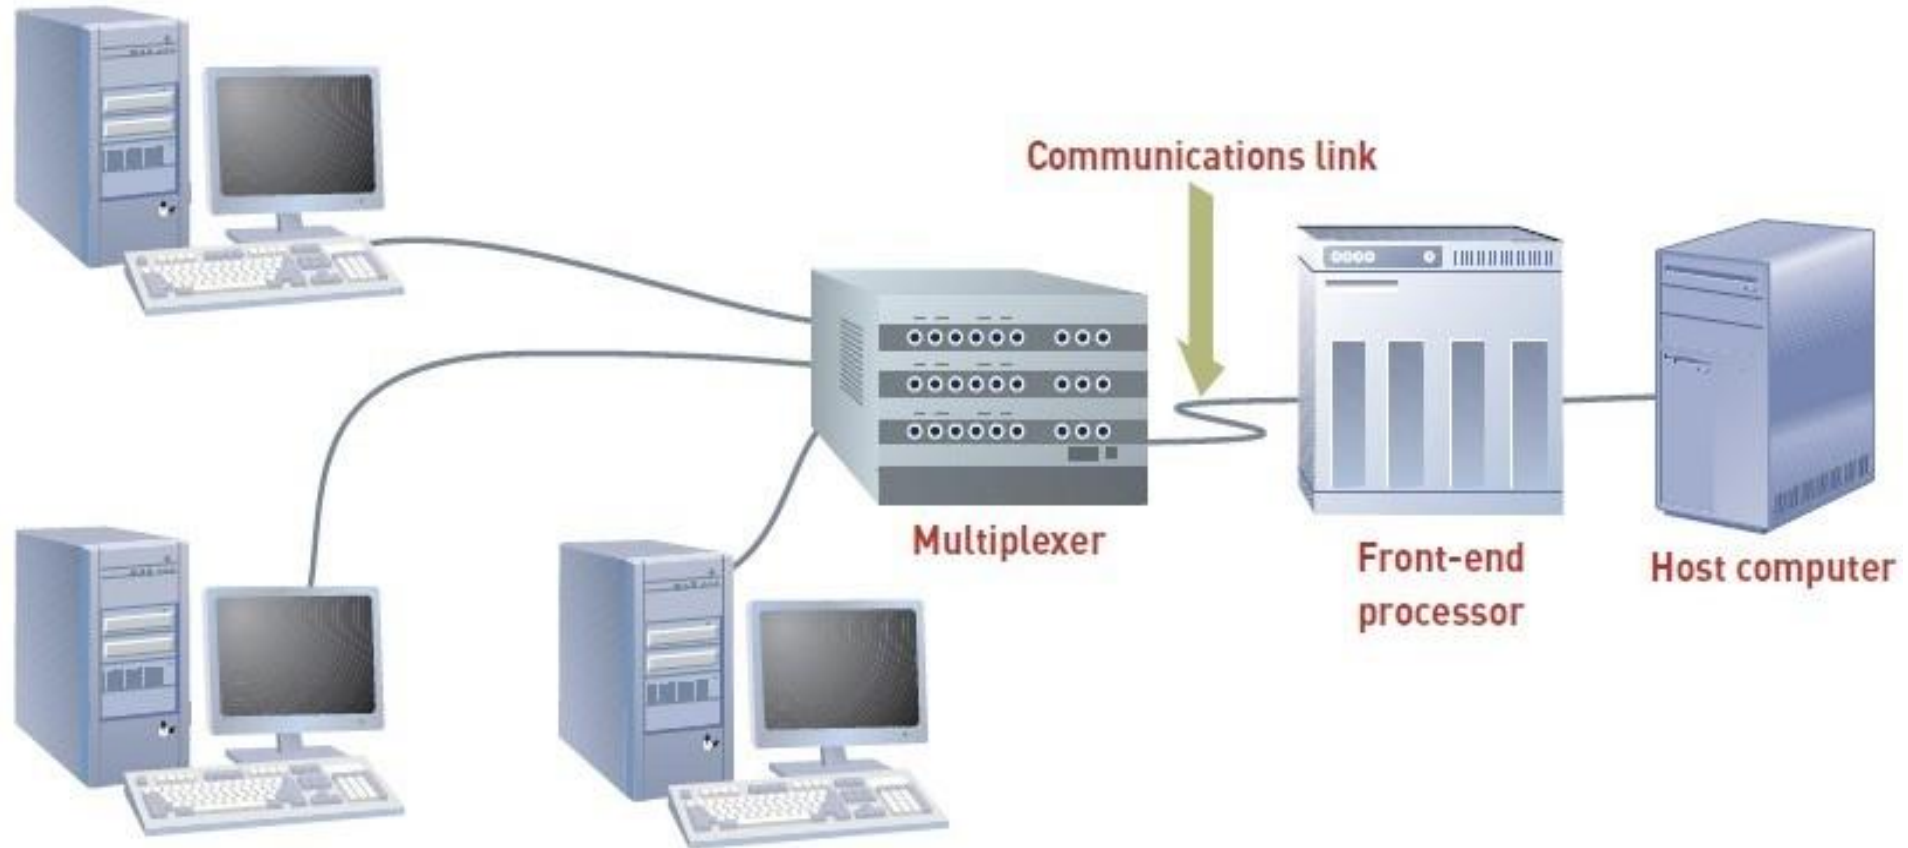 Communications link
Multiplexer
Front-end
processor
Host computer